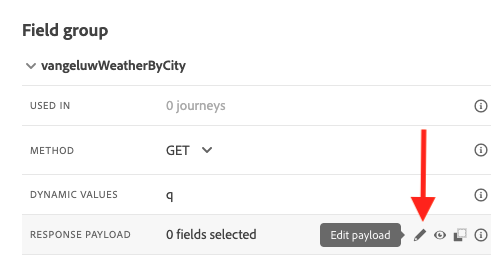 Field group
vangeluwWeatherByCity
USED IN 0 journeys
METHOD GET
DYNAMIC VALUES q
RESPONSE PAYLOAD 0 fields selected Edit payload